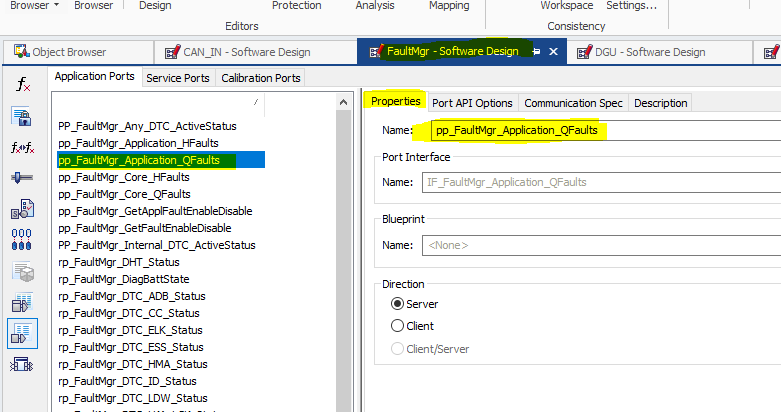 Browser Browser Design Protection Analysis Mapping Workspace Settings...
Editors Consistency
Object Browser CAN_IN - Software Design FaultMgr - Software Design DGU - Software Design
Application Ports Service Ports Calibration Ports
Properties Port API Options Communication Spec Description
Name: pp_FaultMgr_Application_QFaults
Port Interface
Name: IF_FaultMgr_Application_QFaults
Blueprint
Name: <None>
Direction
Server
Client
Client/Server
PP_FaultMgr_Any_DTC_ActiveStatus
pp_FaultMgr_Application_HFaults
pp_FaultMgr_Application_QFaults
pp_FaultMgr_Core_HFaults
pp_FaultMgr_Core_QFaults
pp_FaultMgr_GetApplFaultEnableDisable
pp_FaultMgr_GetFaultEnableDisable
PP_FaultMgr_Internal_DTC_ActiveStatus
rp_FaultMgr_DHT_Status
rp_FaultMgr_DiagBattState
rp_FaultMgr_DTC_ADB_Status
rp_FaultMgr_DTC_CC_Status
rp_FaultMgr_DTC_ELK_Status
rp_FaultMgr_DTC_ESS_Status
rp_FaultMgr_DTC_HMA_Status
rp_FaultMgr_DTC_ID_Status
rp_FaultMgr_DTC_LDW_Status